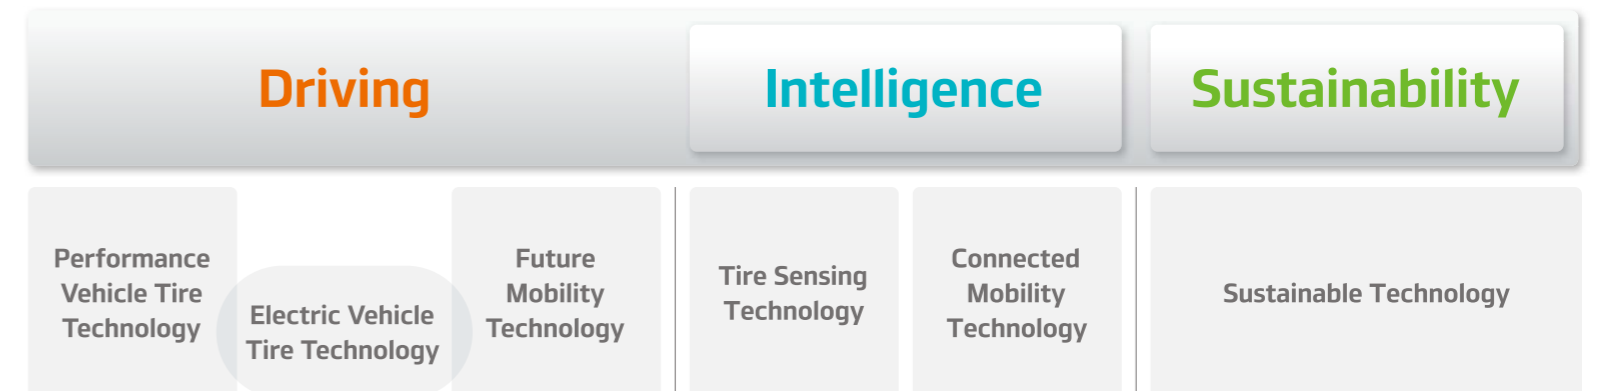 Driving
Intelligence
Sustainability
Performance
Vehicle Tire
Technology
Electric Vehicle
Tire Technology
Future
Mobility
Technology
Tire Sensing
Technology
Connected
Mobility
Technology
Sustainable Technology